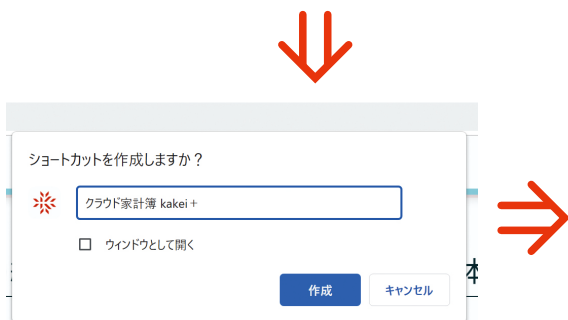 ショートカットを作成しますか？
クラウド家計簿 kakei＋
ウィンドウとして開く
作成
キャンセル